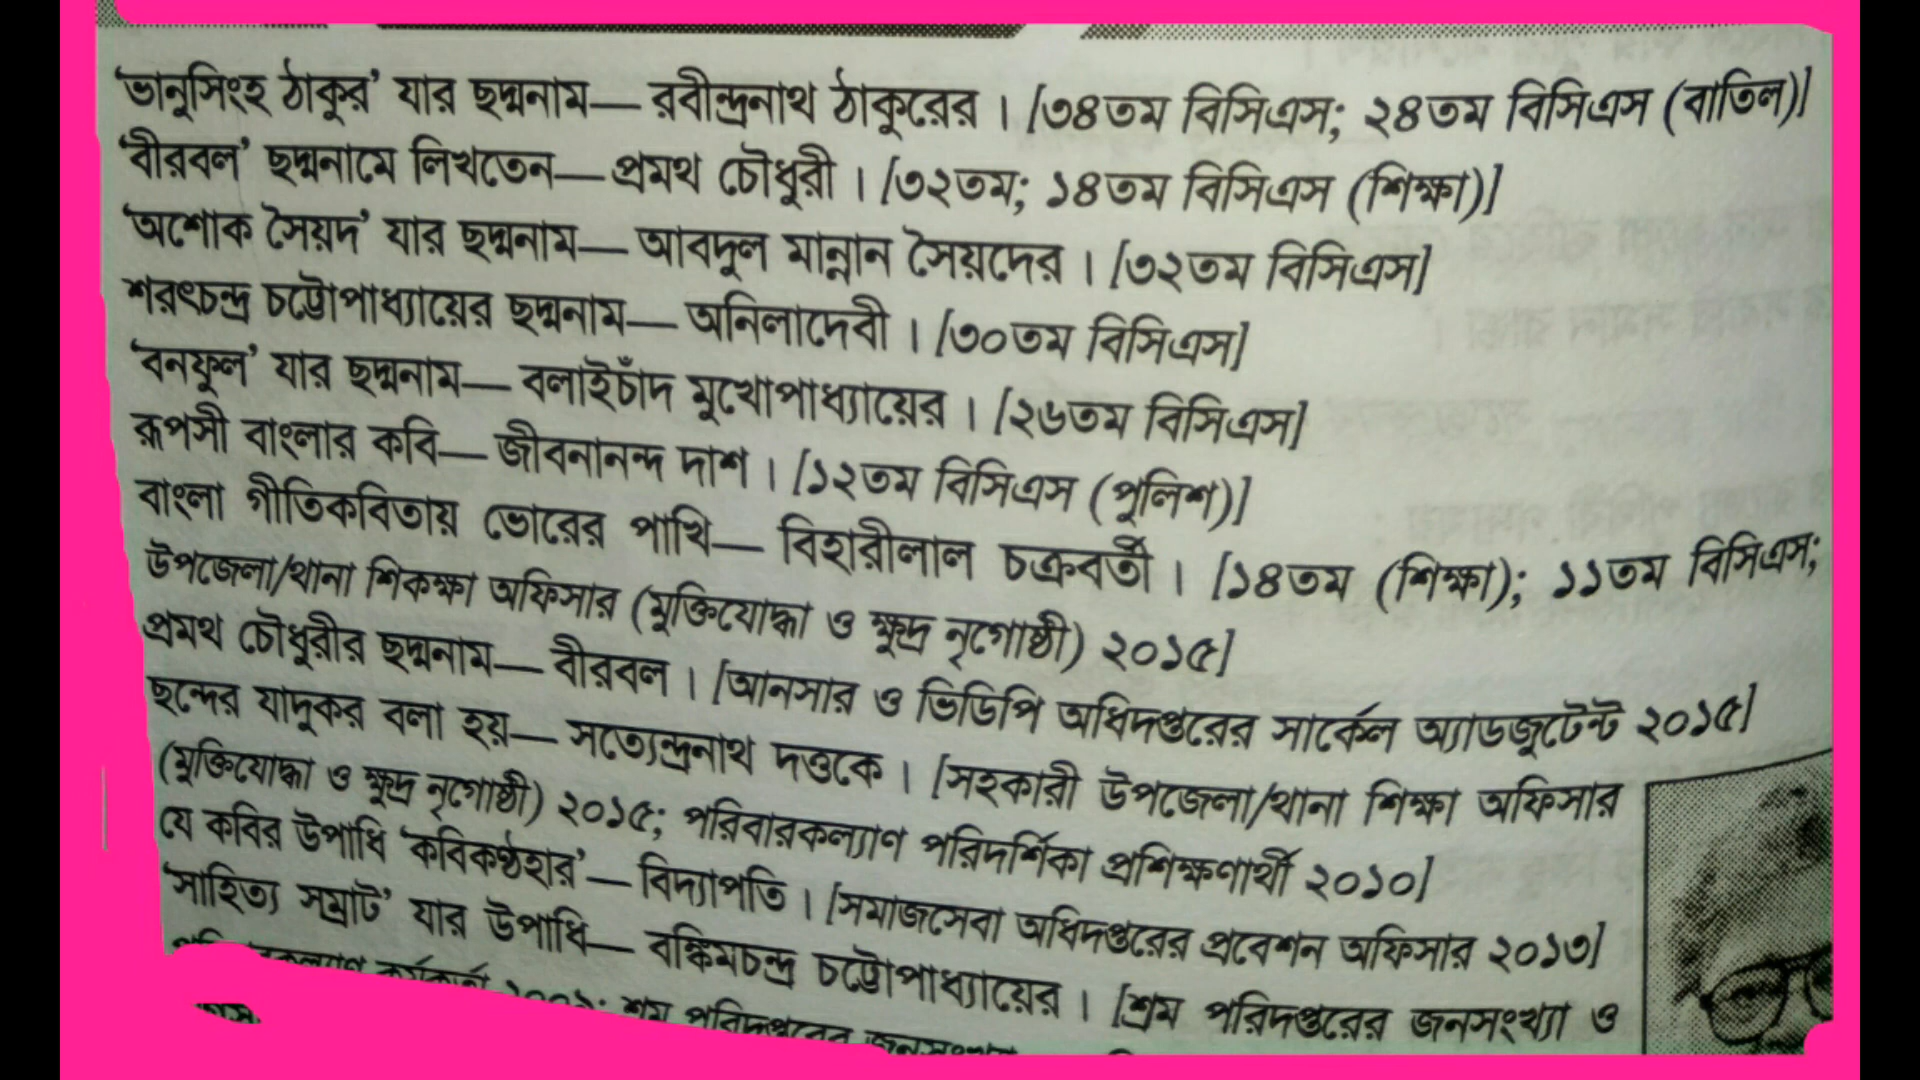 ‘ভানুসিংহ ঠাকুর’ যার ছদ্মনাম— রবীন্দ্রনাথ ঠাকুরের। [৩৪তম বিসিএস; ২৪তম বিসিএস (বাতিল)]
‘বীরবল’ ছদ্মনামে লিখতেন—প্রমথ চৌধুরী। [৩২তম; ১৪তম বিসিএস (শিক্ষা)]
‘অশোক সৈয়দ’ যার ছদ্মনাম— আবদুল মান্নান সৈয়দের। [৩২তম বিসিএস]
শরৎচন্দ্র চট্টোপাধ্যায়ের ছদ্মনাম— অনিলাদেবী। [৩০তম বিসিএস]
‘বনফুল’ যার ছদ্মনাম— বলাইচাঁদ মুখোপাধ্যায়ের। [২৬তম বিসিএস]
রূপসী বাংলার কবি— জীবনানন্দ দাশ। [১২তম বিসিএস (পুলিশ)]
বাংলা গীতিকবিতায় ভোরের পাখি— বিহারীলাল চক্রবর্তী। [১৪তম (শিক্ষা); ১১তম বিসিএস;
উপজেলা/থানা শিকক্ষা অফিসার (মুক্তিযোদ্ধা ও ক্ষুদ্র নৃগোষ্ঠী) ২০১৫]
প্রমথ চৌধুরীর ছদ্মনাম— বীরবল। [আনসার ও ভিডিপি অধিদপ্তরের সার্কেল অ্যাডজুটেন্ট ২০১৫]
ছন্দের যাদুকর বলা হয়— সত্যেন্দ্রনাথ দত্তকে। [সহকারী উপজেলা/থানা শিক্ষা অফিসার
(মুক্তিযোদ্ধা ও ক্ষুদ্র নৃগোষ্ঠী) ২০১৫; পরিবারকল্যাণ পরিদর্শিকা প্রশিক্ষণার্থী ২০১০]
যে কবির উপাধি ‘কবিকণ্ঠহার’— বিদ্যাপতি। [সমাজসেবা অধিদপ্তরের প্রবেশন অফিসার ২০১৩]
‘সাহিত্য সম্রাট’ যার উপাধি— বঙ্কিমচন্দ্র চট্টোপাধ্যায়ের। [শ্রম পরিদপ্তরের জনসংখ্যা ও
শ্রম পরিদপ্তরের